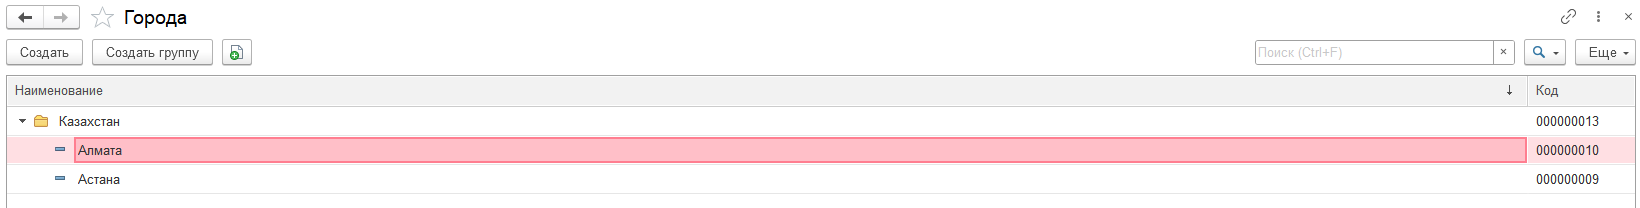 Города
Создать Создать группу Поиск (Ctrl+F) × Еще
Наименование ↓ Код
Казахстан 000000013
Алмата 000000010
Астана 000000009